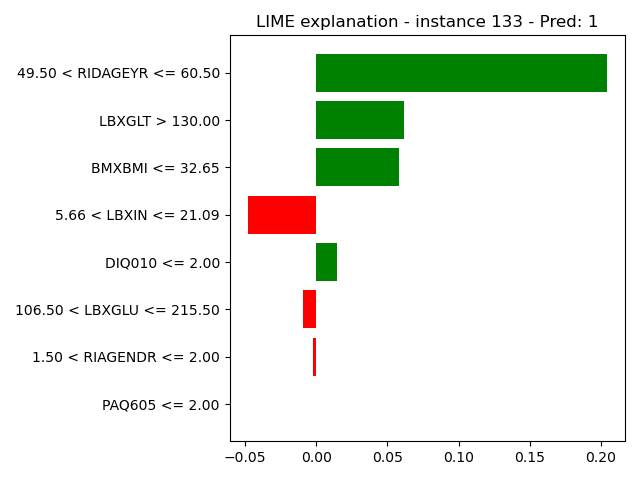 LIME explanation - instance 133 - Pred: 1
49.50 < RIDAGEYR <= 60.50
LBXGLT > 130.00
BMXBMI <= 32.65
5.66 < LBXIN <= 21.09
DIQ010 <= 2.00
106.50 < LBXGLU <= 215.50
1.50 < RIAGENDR <= 2.00
PAQ605 <= 2.00
−0.05 0.00 0.05 0.10 0.15 0.20